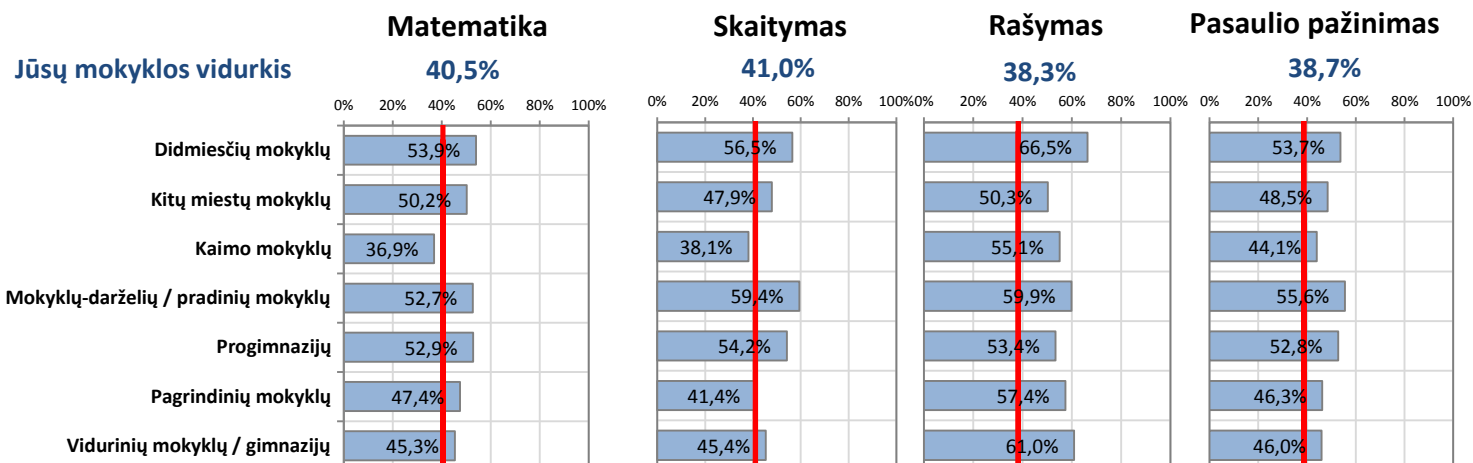 Matematika Skaitymas Rašymas Pasaulio pažinimas
Jūsų mokyklos vidurkis 40,5% 41,0% 38,3% 38,7%
0% 20% 40% 60% 80% 100% 0% 20% 40% 60% 80% 100% 0% 20% 40% 60% 80% 100% 0% 20% 40% 60% 80% 100%
Didmiesčių mokyklų 53,9% 56,5% 66,5% 53,7%
Kitų miestų mokyklų 50,2% 47,9% 50,3% 48,5%
Kaimo mokyklų 36,9% 38,1% 55,1% 44,1%
Mokyklų-darželių / pradinių mokyklų 52,7% 59,4% 59,9% 55,6%
Progimnazijų 52,9% 54,2% 53,4% 52,8%
Pagrindinių mokyklų 47,4% 41,4% 57,4% 46,3%
Vidurinių mokyklų / gimnazijų 45,3% 45,4% 61,0% 46,0%